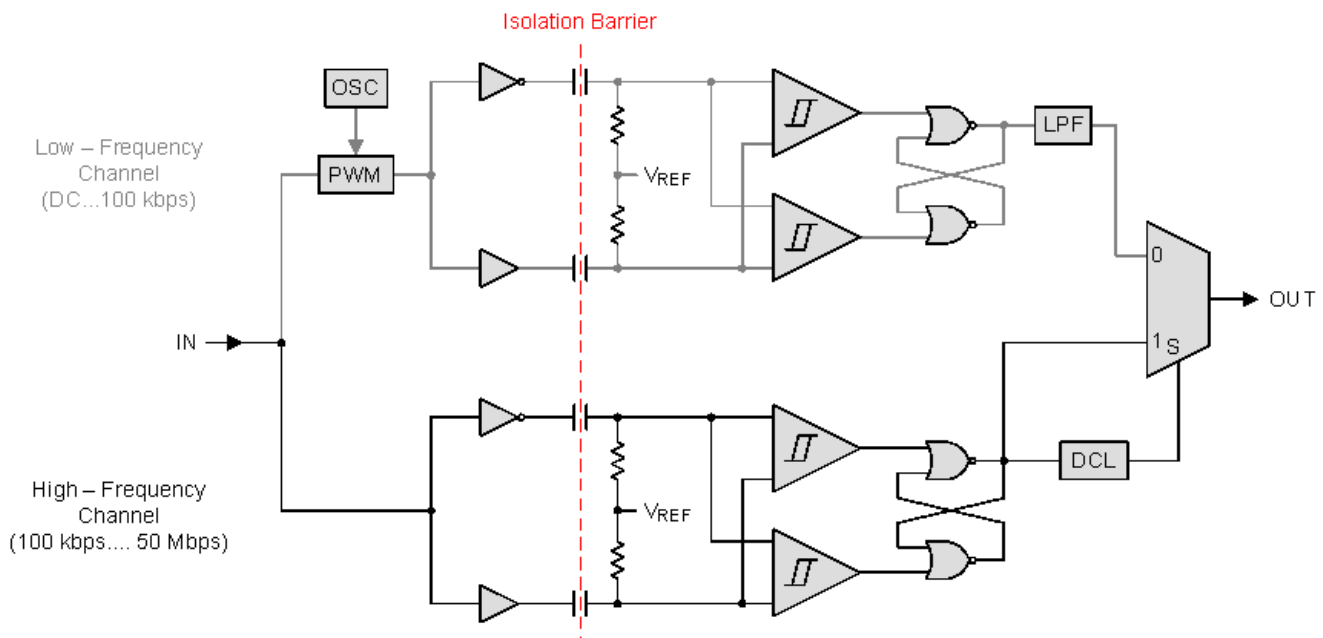 Isolation Barrier
OSC
Low – Frequency
Channel
(DC...100 kbps)
PWM
VREF
LPF
0
OUT
IN
1
S
High – Frequency
Channel
(100 kbps.... 50 Mbps)
VREF
DCL